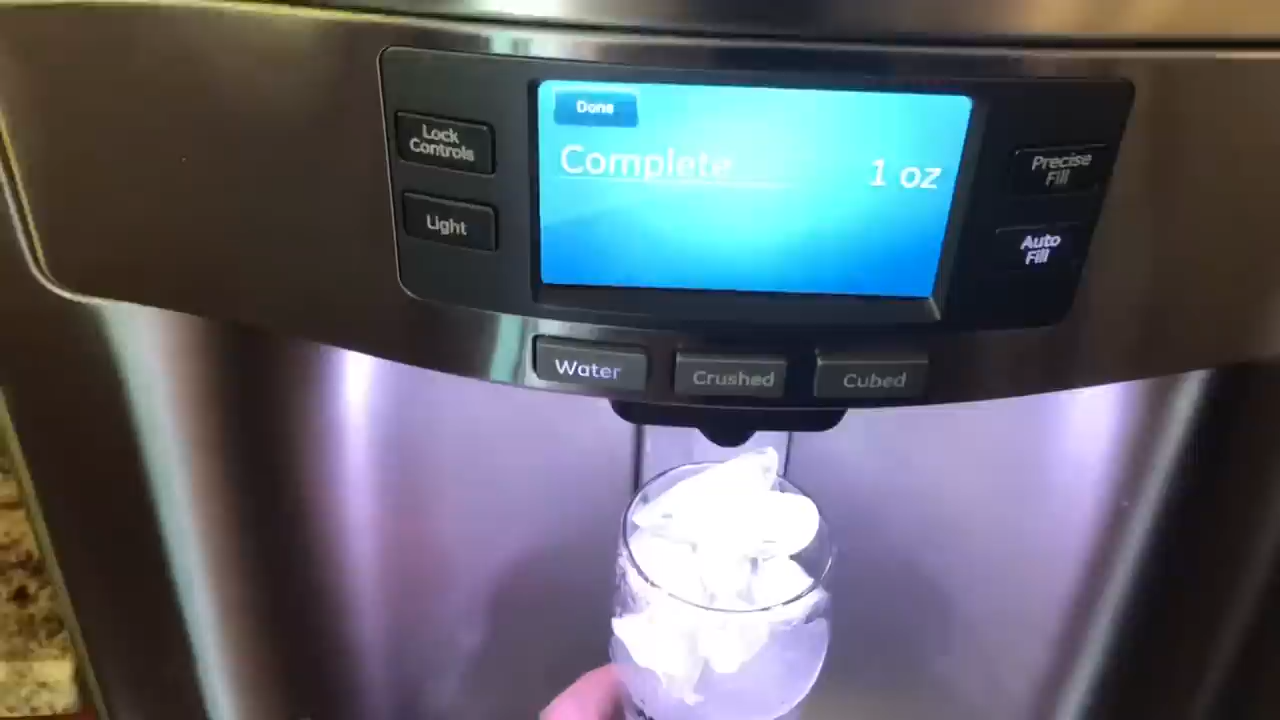 Done
Complete
1 oz
Lock
Controls
Light
Precise
Fill
Auto
Fill
Water
Crushed
Cubed